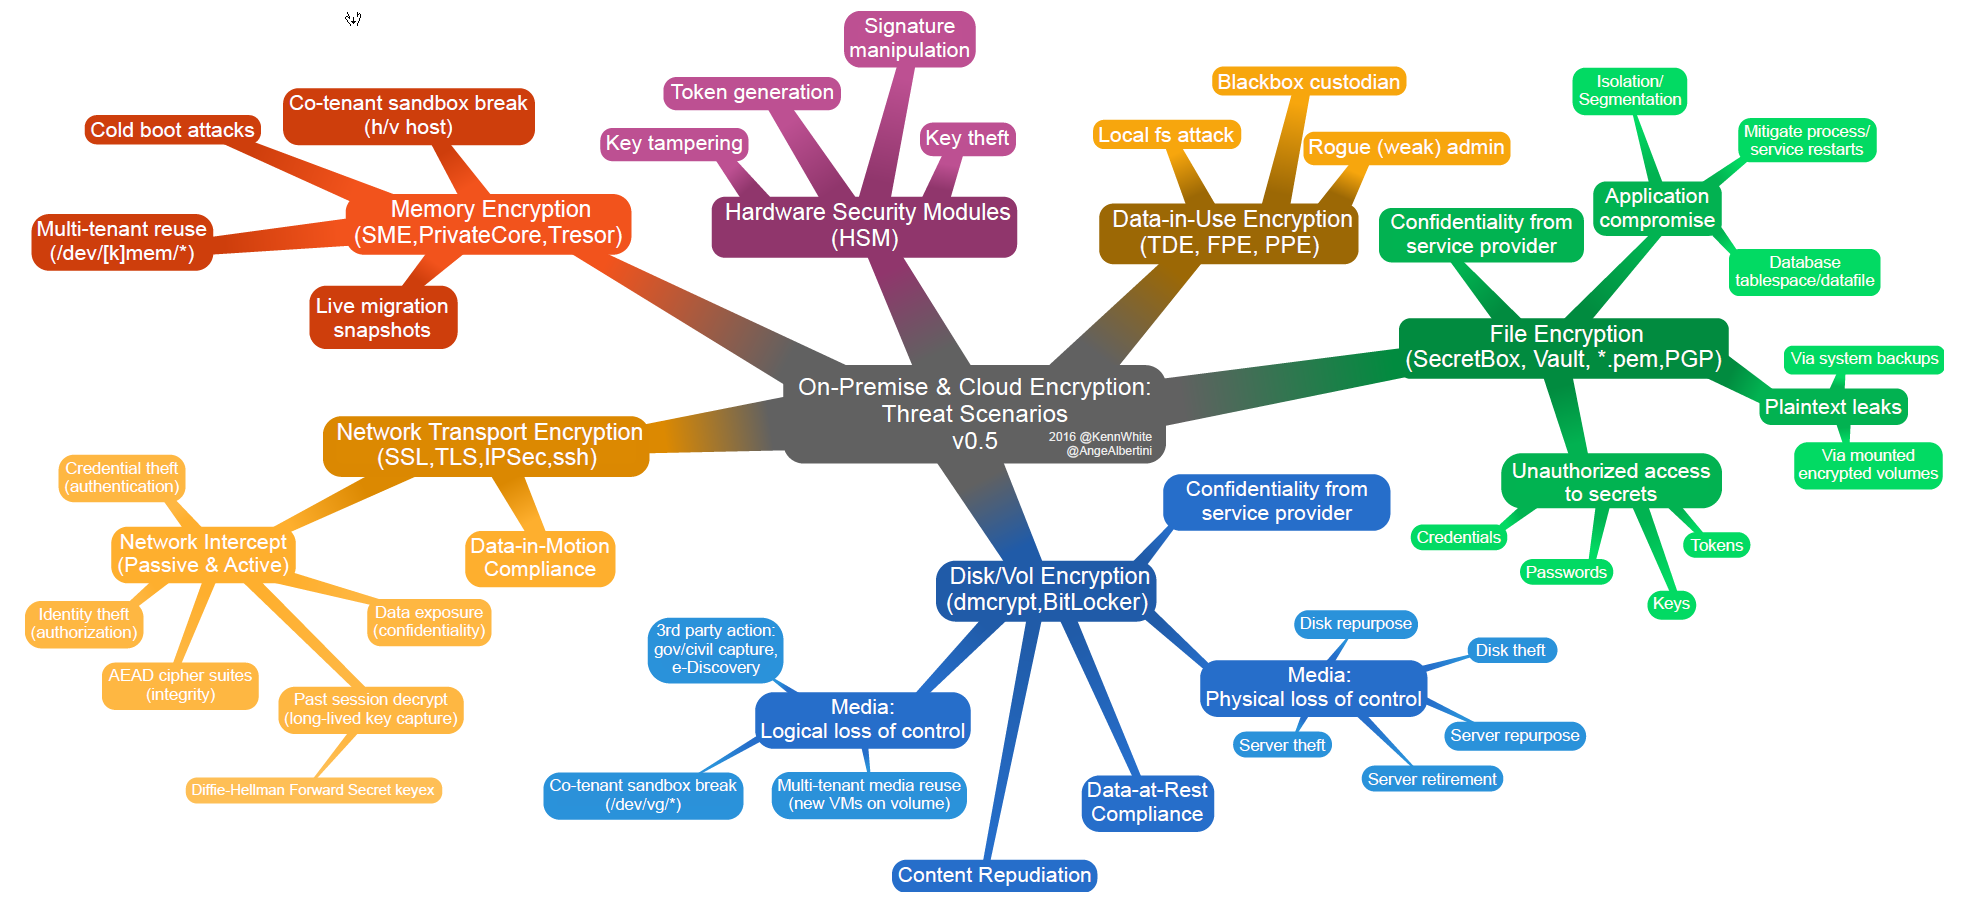 Signature
manipulation
Token generation
Key tampering
Key theft
Hardware Security Modules
(HSM)
Co-tenant sandbox break
(h/v host)
Cold boot attacks
Multi-tenant reuse
(/dev/[k]mem/*)
Memory Encryption
(SME,PrivateCore,Tresor)
Live migration
snapshots
Blackbox custodian
Local fs attack
Rogue (weak) admin
Data-in-Use Encryption
(TDE, FPE, PPE)
Isolation/
Segmentation
Mitigate process/
service restarts
Application
compromise
Database
tablespace/datafile
Confidentiality from
service provider
File Encryption
(SecretBox, Vault, *.pem,PGP)
Via system backups
Plaintext leaks
Via mounted
encrypted volumes
Unauthorized access
to secrets
Credentials
Passwords
Keys
Tokens
On-Premise & Cloud Encryption:
Threat Scenarios
v0.5
2016 @KennWhite
@AngeAlbertini
Network Transport Encryption
(SSL,TLS,IPSec,ssh)
Credential theft
(authentication)
Network Intercept
(Passive & Active)
Data-in-Motion
Compliance
Identity theft
(authorization)
Data exposure
(confidentiality)
AEAD cipher suites
(integrity)
Past session decrypt
(long-lived key capture)
Diffie-Hellman Forward Secret keyex
Confidentiality from
service provider
Disk/Vol Encryption
(dmcrypt,BitLocker)
3rd party action:
gov/civil capture,
e-Discovery
Media:
Logical loss of control
Co-tenant sandbox break
(/dev/vg/*)
Multi-tenant media reuse
(new VMs on volume)
Content Repudiation
Data-at-Rest
Compliance
Disk repurpose
Disk theft
Media:
Physical loss of control
Server theft
Server repurpose
Server retirement